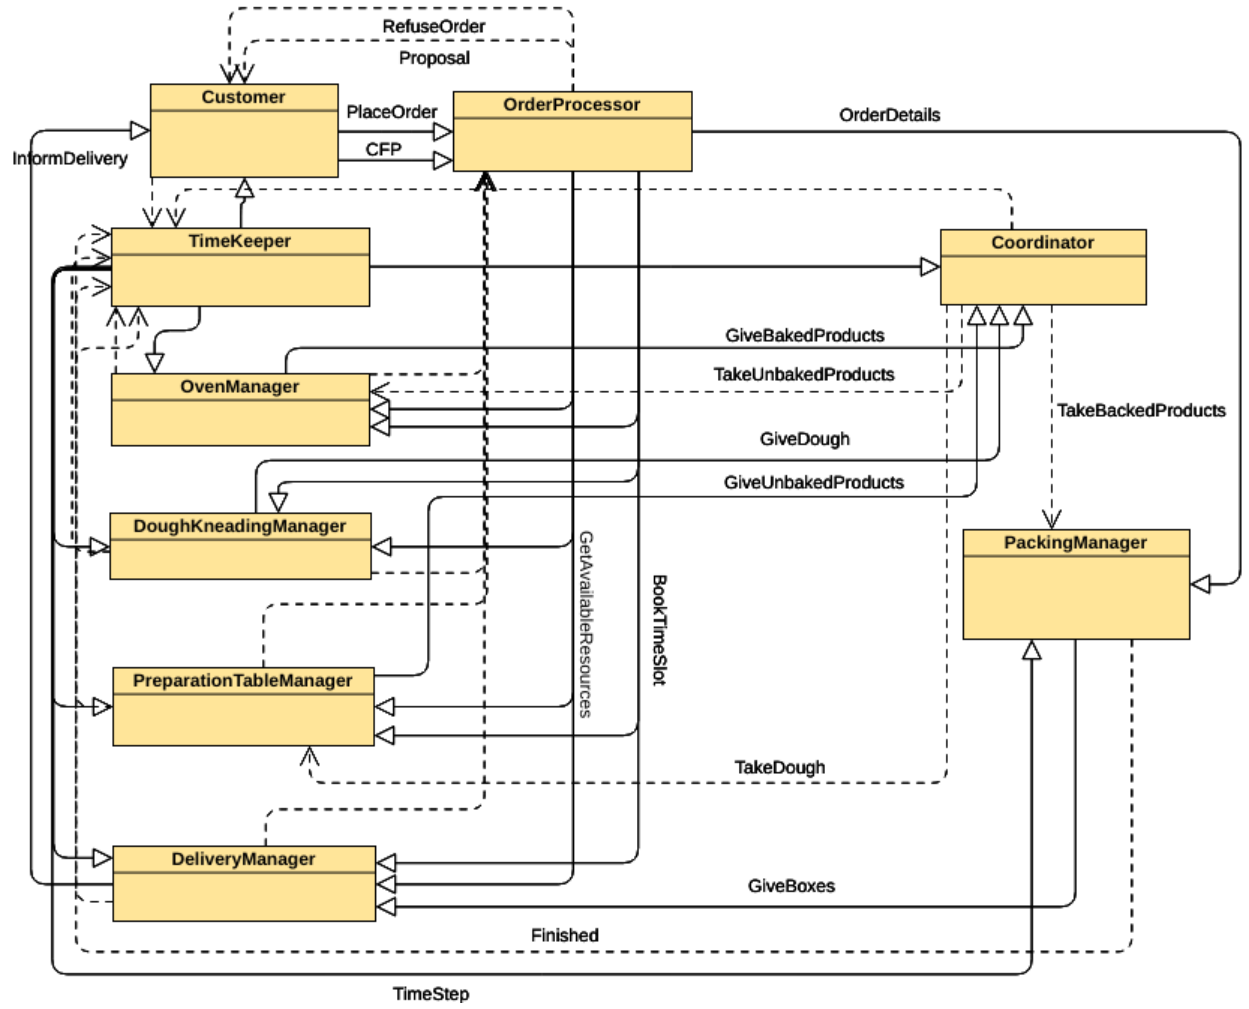 RefuseOrder
Proposal
Customer
OrderProcessor
PlaceOrder
OrderDetails
CFP
InformDelivery
TimeKeeper
Coordinator
GiveBakedProducts
TakeUnbakedProducts
OvenManager
TakeBackedProducts
GiveDough
GiveUnbakedProducts
DoughKneadingManager
PackingManager
GetAvailableResources
BookTimeSlot
PreparationTableManager
TakeDough
DeliveryManager
GiveBoxes
Finished
TimeStep